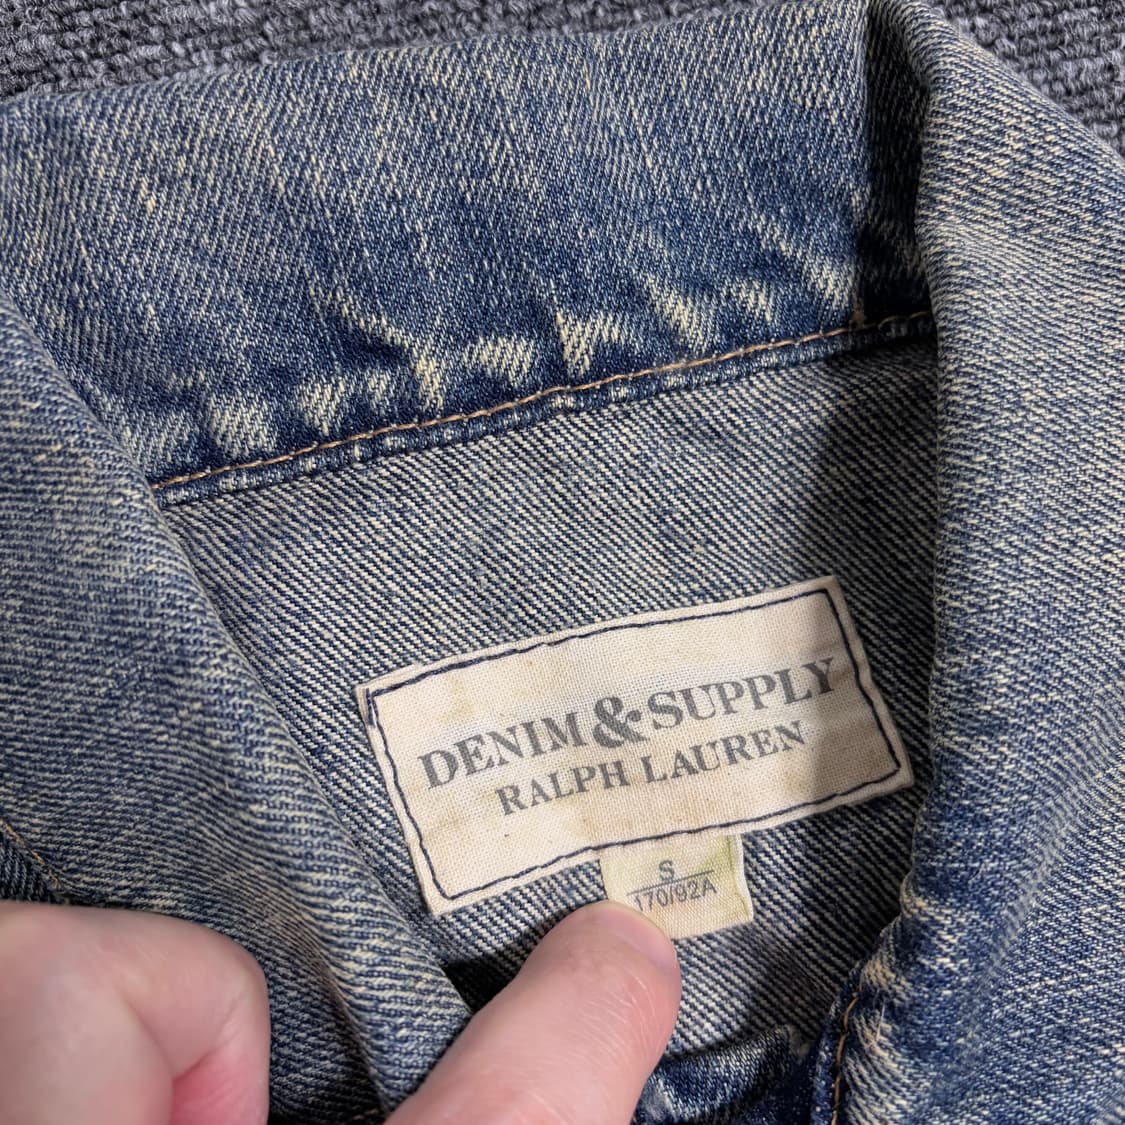 DENIM & SUPPLY
RALPH LAUREN
S
170/92A